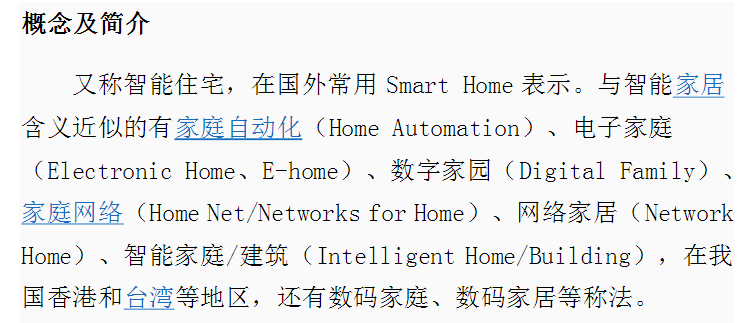 概念及简介
又称智能住宅，在国外常用 Smart Home 表示。与智能家居
含义近似的有家庭自动化（Home Automation）、电子家庭
（Electronic Home、E-home）、数字家园（Digital Family）、
家庭网络（Home Net/Networks for Home）、网络家居（Network
Home）、智能家庭/建筑（Intelligent Home/Building），在我
国香港和台湾等地区，还有数码家庭、数码家居等称法。